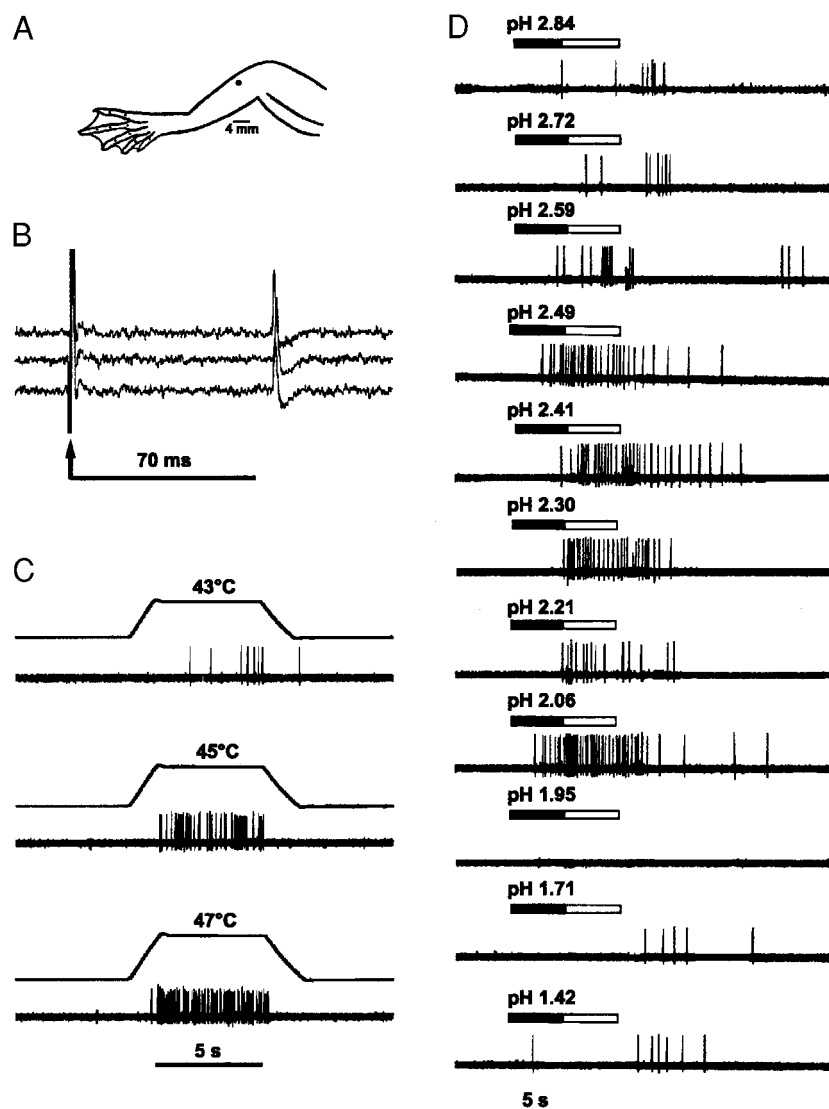 A
4 mm
B
70 ms
C
43°C
45°C
47°C
5 s
D
pH 2.84
pH 2.72
pH 2.59
pH 2.49
pH 2.41
pH 2.30
pH 2.21
pH 2.06
pH 1.95
pH 1.71
pH 1.42
5 s